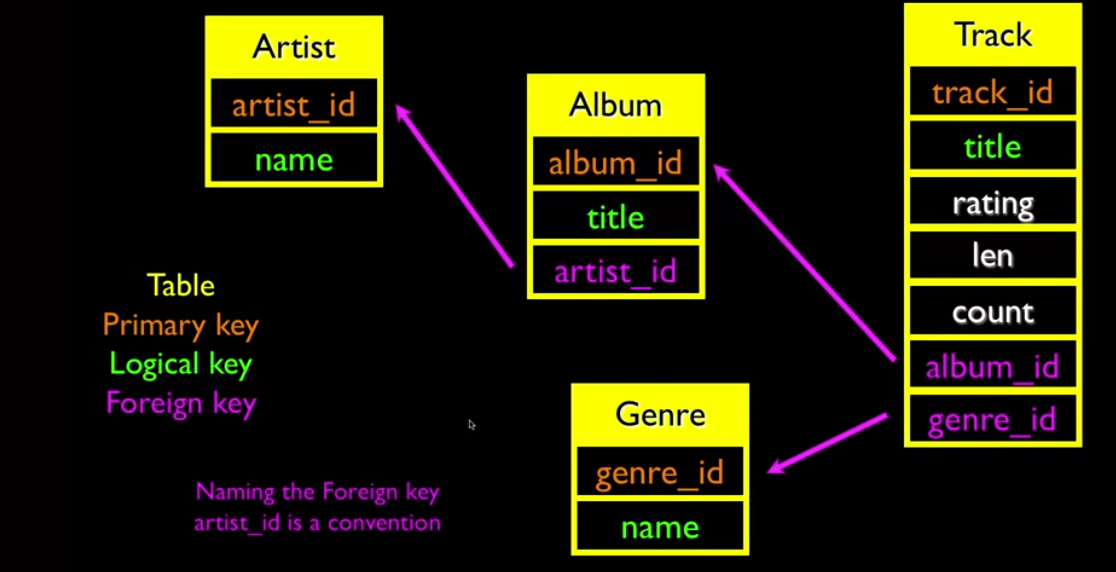 Artist
artist_id
name
Album
album_id
title
artist_id
Track
track_id
title
rating
len
count
album_id
genre_id
Table
Primary key
Logical key
Foreign key
Genre
genre_id
name
Naming the Foreign key
artist_id is a convention